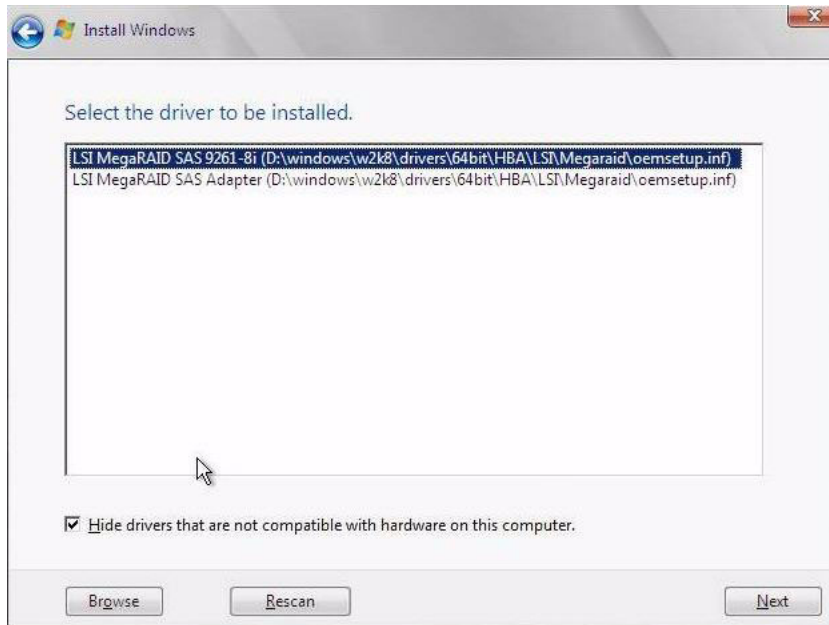 Install Windows
Select the driver to be installed.
LSI MegaRAID SAS 9261-8i (D:\windows\w2k8\drivers\64bit\HBA\LSI\Megaraid\oemsetup.inf)
LSI MegaRAID SAS Adapter (D:\windows\w2k8\drivers\64bit\HBA\LSI\Megaraid\oemsetup.inf)
Hide drivers that are not compatible with hardware on this computer.
Browse
Rescan
Next